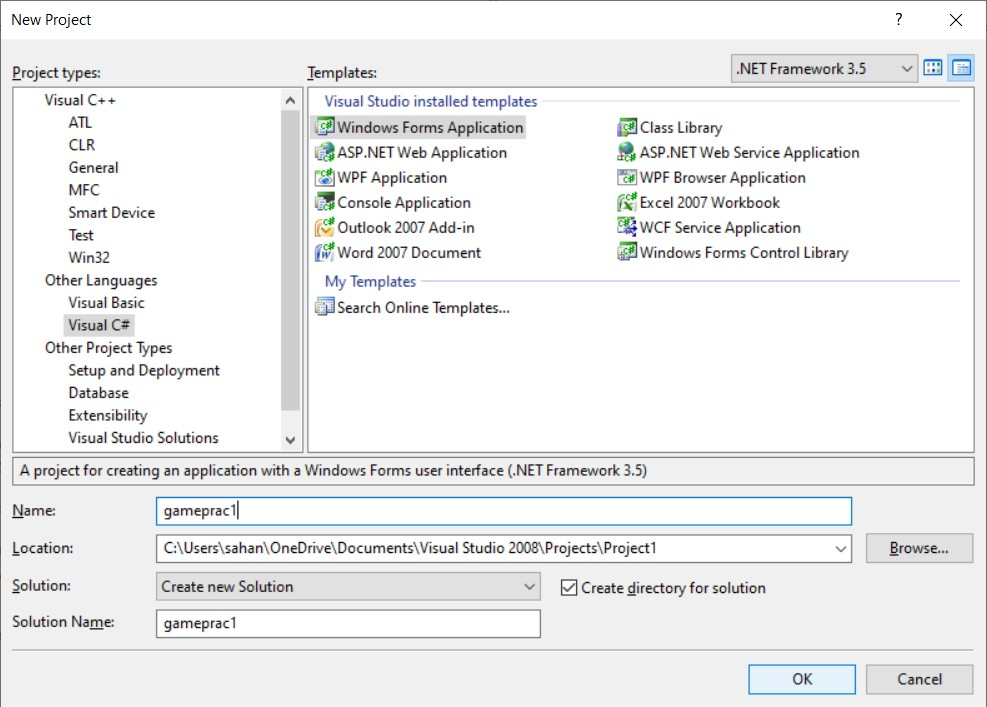 New Project
?
Project types:
Templates:
.NET Framework 3.5
Visual C++
ATL
CLR
General
MFC
Smart Device
Test
Win32
Other Languages
Visual Basic
Visual C#
Other Project Types
Setup and Deployment
Database
Extensibility
Visual Studio Solutions
Visual Studio installed templates
Windows Forms Application
Class Library
ASP.NET Web Application
ASP.NET Web Service Application
WPF Application
WPF Browser Application
Console Application
Excel 2007 Workbook
Outlook 2007 Add-in
WCF Service Application
Word 2007 Document
Windows Forms Control Library
My Templates
Search Online Templates...
A project for creating an application with a Windows Forms user interface (.NET Framework 3.5)
Name:
gameprac1
Location:
C:\Users\sahan\OneDrive\Documents\Visual Studio 2008\Projects\Project1
Browse...
Solution:
Create new Solution
Create directory for solution
Solution Name:
gameprac1
OK
Cancel